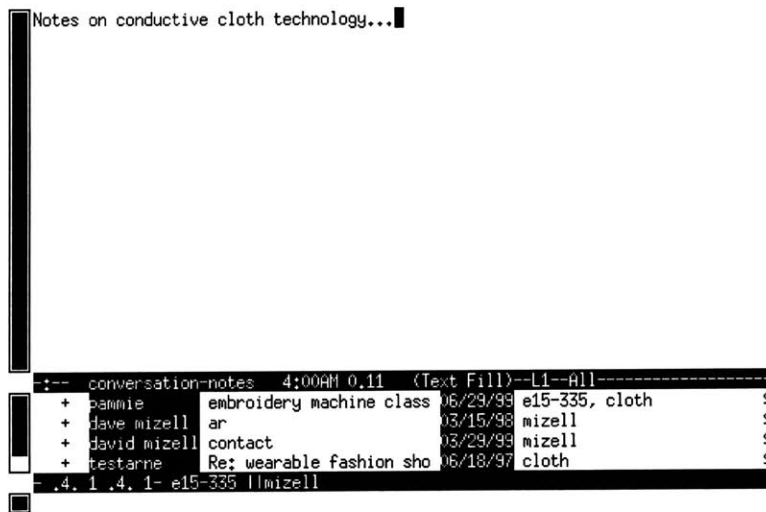 Notes on conductive cloth technology...
-:-- conversation-notes 4:00AM 0.11 (Text Fill)--L1--All--------------------
+ pammie embroidery machine class 06/29/99 e15-335, cloth
+ dave mizell ar 03/15/98 mizell
+ david mizell contact 03/29/99 mizell
+ testarne Re: wearable fashion sho 06/18/97 cloth
- .4. 1 .4. 1- e15-335 ||mizell